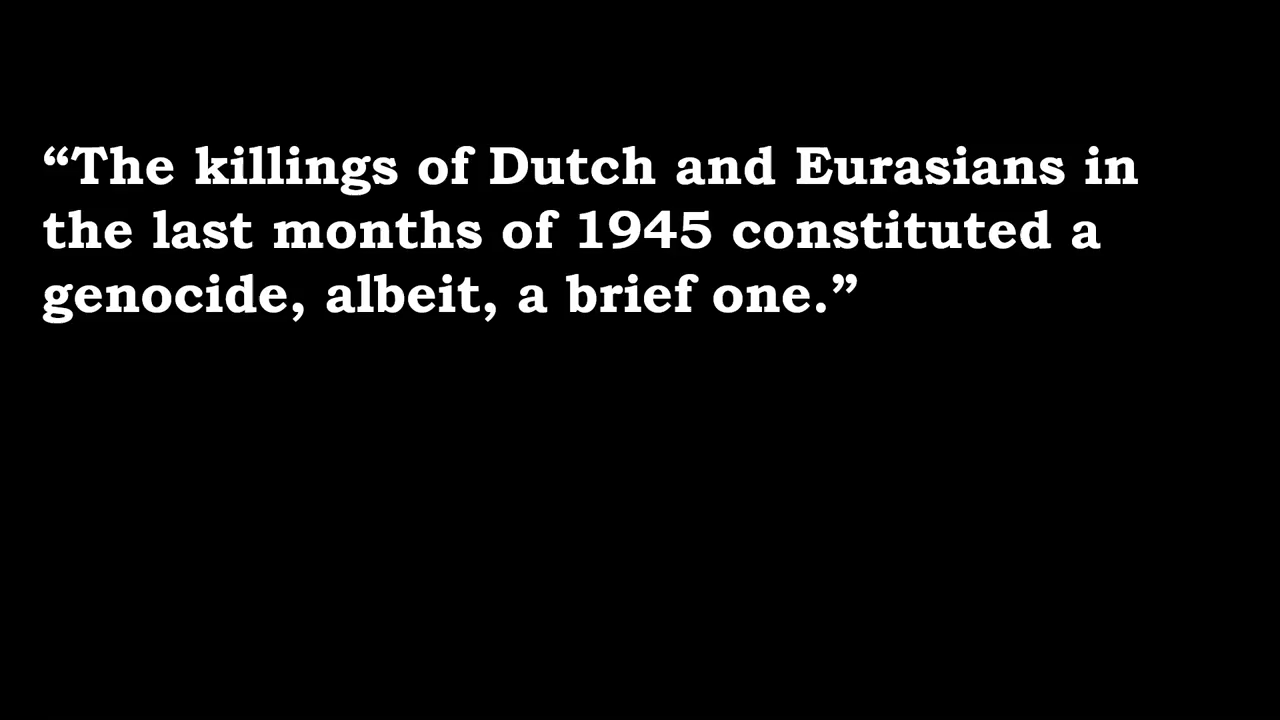 “The killings of Dutch and Eurasians in
the last months of 1945 constituted a
genocide, albeit, a brief one.”